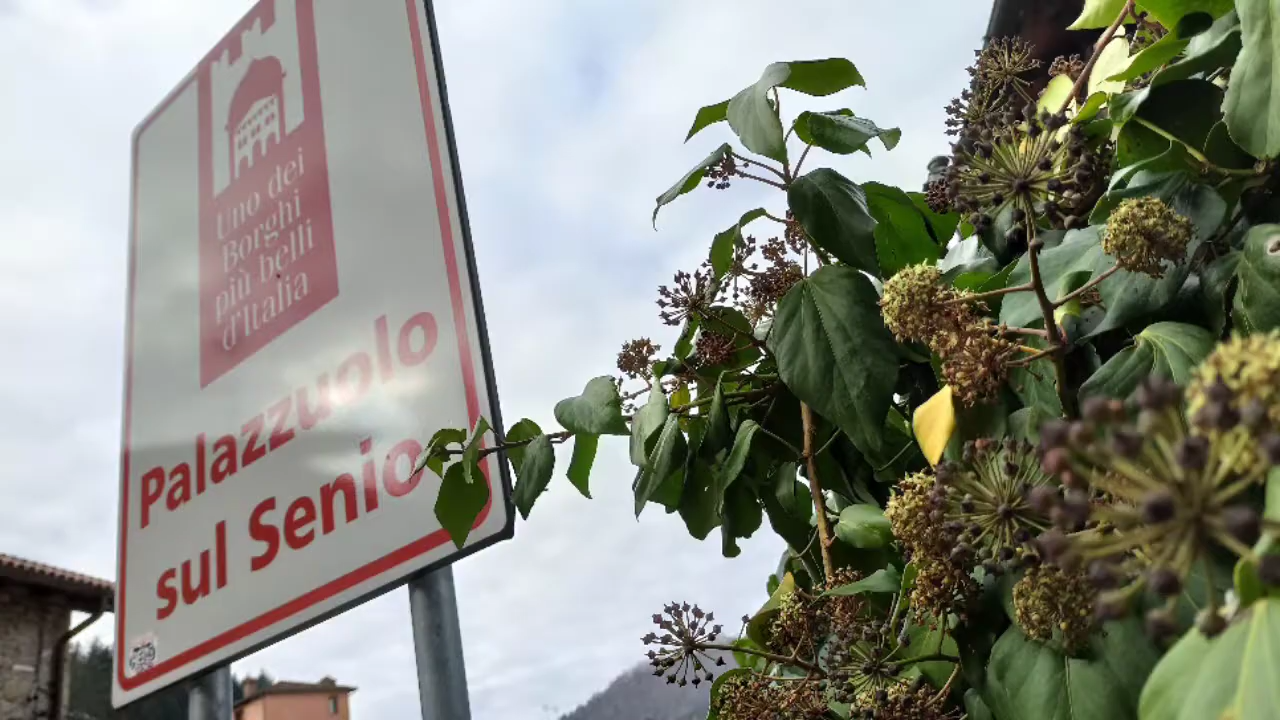 Uno dei
Borghi
più belli
d'Italia
Palazzuolo
sul Senio